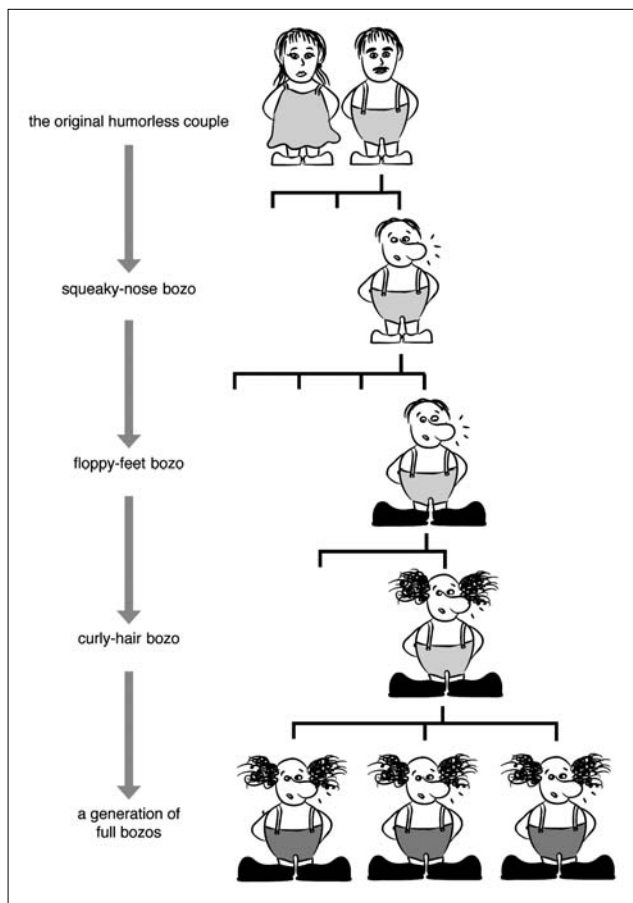 the original humorless couple
squeaky-nose bozo
floppy-feet bozo
curly-hair bozo
a generation of
full bozos